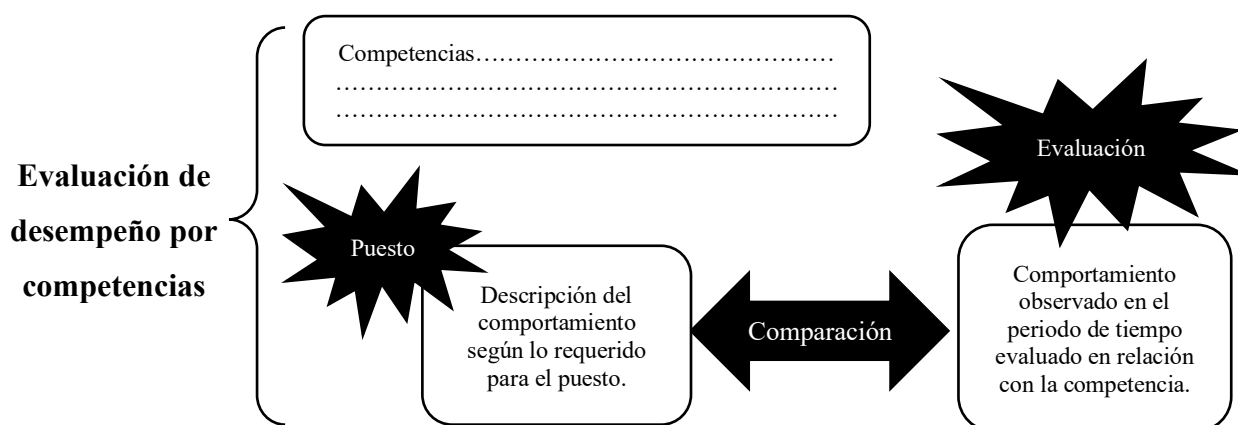 Competencias……………………………………
……………………………………………………
……………………………………………………
Evaluación
Evaluación de
desempeño por
competencias
Puesto
Descripción del
comportamiento
según lo requerido
para el puesto.
Comparación
Comportamiento
observado en el
periodo de tiempo
evaluado en relación
con la competencia.